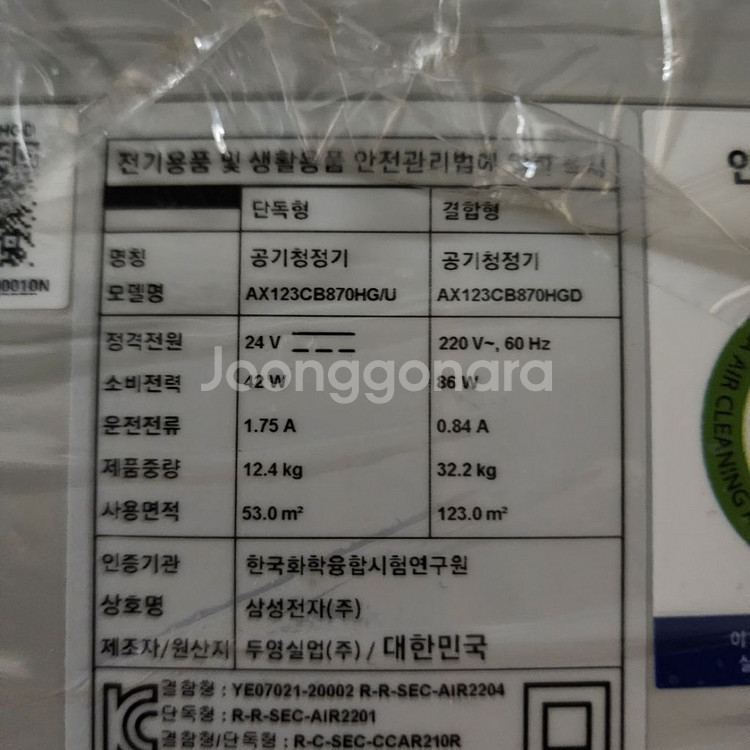 전기용품 및 생활용품 안전관리법에
단독형 결합형
명칭 공기청정기 공기청정기
모델명 AX123CB870HG/U AX123CB870HGD
정격전원 24 V 220 V~, 60 Hz
소비전력 42 W 86 W
운전전류 1.75 A 0.84 A
제품중량 12.4 kg 32.2 kg
사용면적 53.0 m² 123.0 m²
인증기관 한국화학융합시험연구원
상호명 삼성전자(주)
제조자/원산지 두영실업(주) / 대한민국
결합형 : YE07021-20002 R-R-SEC-AIR2204
단독형 : R-R-SEC-AIR2201
결합형/단독형 : R-C-SEC-CCAR210R
Joonggonara
0010N
AIR CLEANING